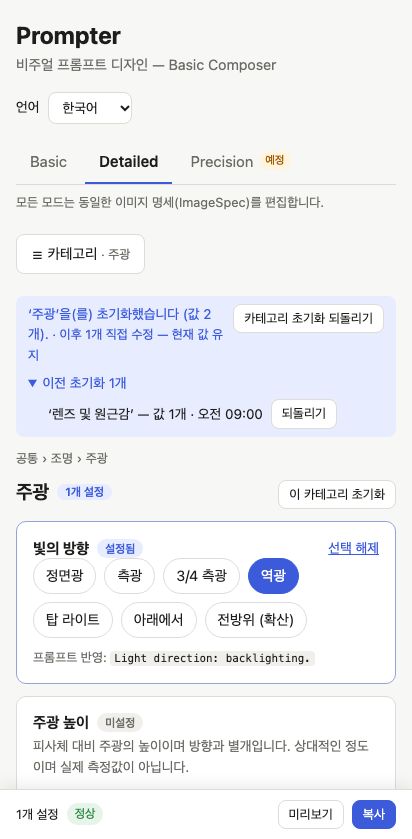 Prompter
비주얼 프롬프트 디자인 — Basic Composer
언어 한국어
Basic Detailed Precision 예정
모든 모드는 동일한 이미지 명세(ImageSpec)를 편집합니다.
≡ 카테고리 · 주광
‘주광’을(를) 초기화했습니다 (값 2
개). · 이후 1개 직접 수정 — 현재 값 유
지
카테고리 초기화 되돌리기
▼ 이전 초기화 1개
‘렌즈 및 원근감’ — 값 1개 · 오전 09:00 되돌리기
공통 › 조명 › 주광
주광 1개 설정 이 카테고리 초기화
빛의 방향 설정됨 선택 해제
정면광 측광 3/4 측광 역광
탑 라이트 아래에서 전방위 (확산)
프롬프트 반영: Light direction: backlighting.
주광 높이 미설정
피사체 대비 주광의 높이이며 방향과 별개입니다. 상대적인 정도
이며 실제 측정값이 아닙니다.
1개 설정 정상 미리보기 복사